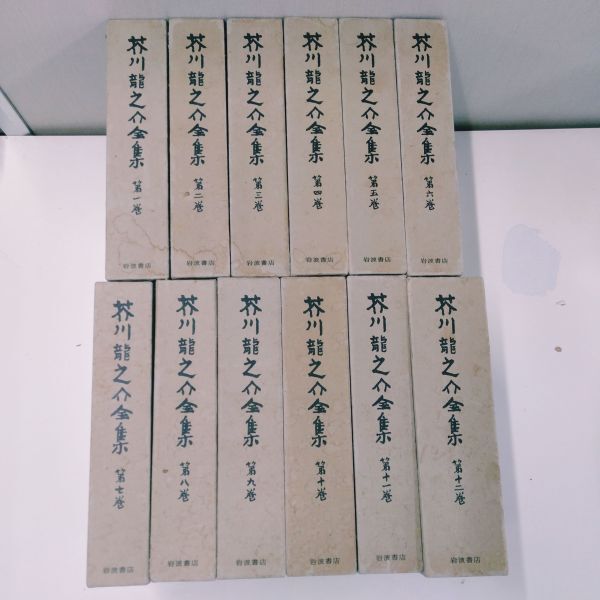 芥川龍之介全集 第一巻 岩波書店
芥川龍之介全集 第二巻 岩波書店
芥川龍之介全集 第三巻 岩波書店
芥川龍之介全集 第四巻 岩波書店
芥川龍之介全集 第五巻 岩波書店
芥川龍之介全集 第六巻 岩波書店
芥川龍之介全集 第七巻 岩波書店
芥川龍之介全集 第八巻 岩波書店
芥川龍之介全集 第九巻 岩波書店
芥川龍之介全集 第十巻 岩波書店
芥川龍之介全集 第十一巻 岩波書店
芥川龍之介全集 第十二巻 岩波書店